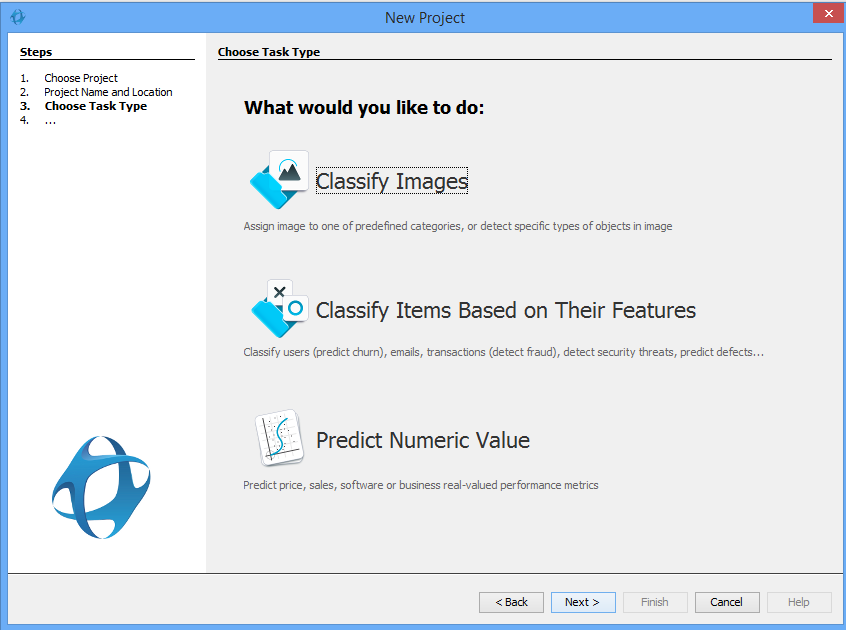 New Project
Steps
1. Choose Project
2. Project Name and Location
3. Choose Task Type
4. ...
Choose Task Type
What would you like to do:
Classify Images
Assign image to one of predefined categories, or detect specific types of objects in image
Classify Items Based on Their Features
Classify users (predict churn), emails, transactions (detect fraud), detect security threats, predict defects...
Predict Numeric Value
Predict price, sales, software or business real-valued performance metrics
< Back
Next >
Finish
Cancel
Help